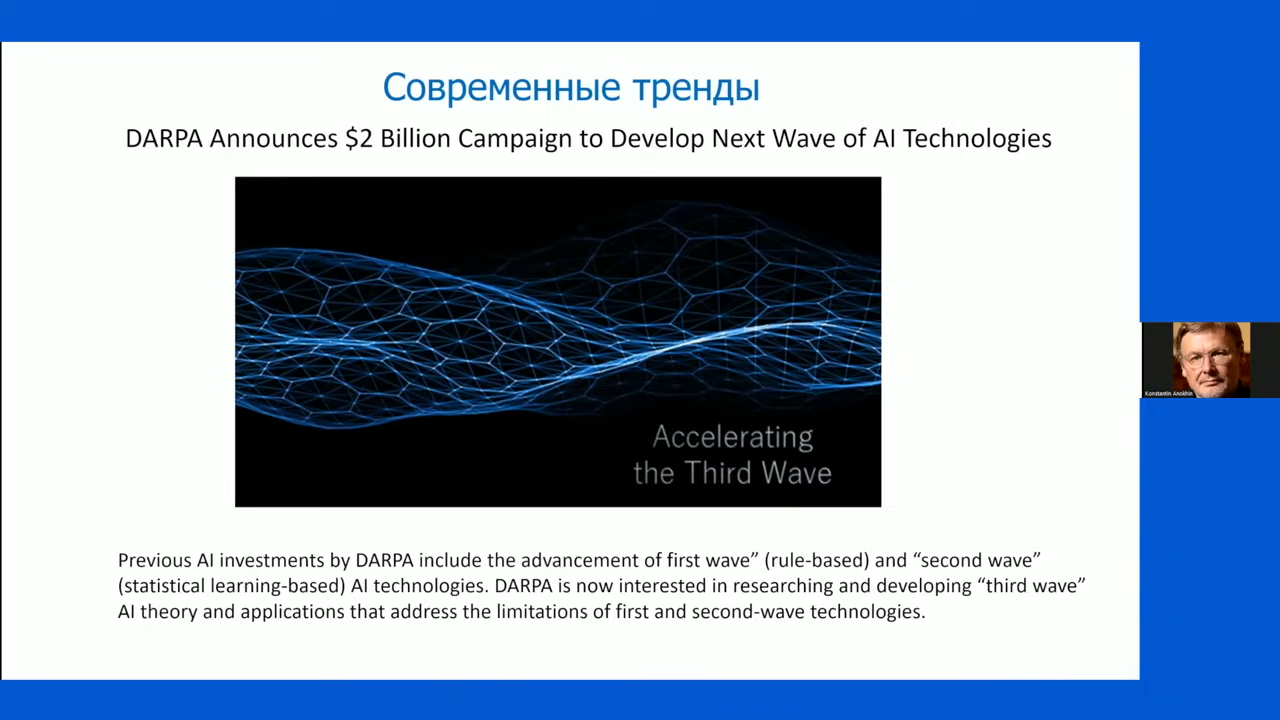 Современные тренды
DARPA Announces $2 Billion Campaign to Develop Next Wave of AI Technologies
Accelerating
the Third Wave
Konstantin Anokhin
Previous AI investments by DARPA include the advancement of first wave” (rule-based) and “second wave”
(statistical learning-based) AI technologies. DARPA is now interested in researching and developing “third wave”
AI theory and applications that address the limitations of first and second-wave technologies.